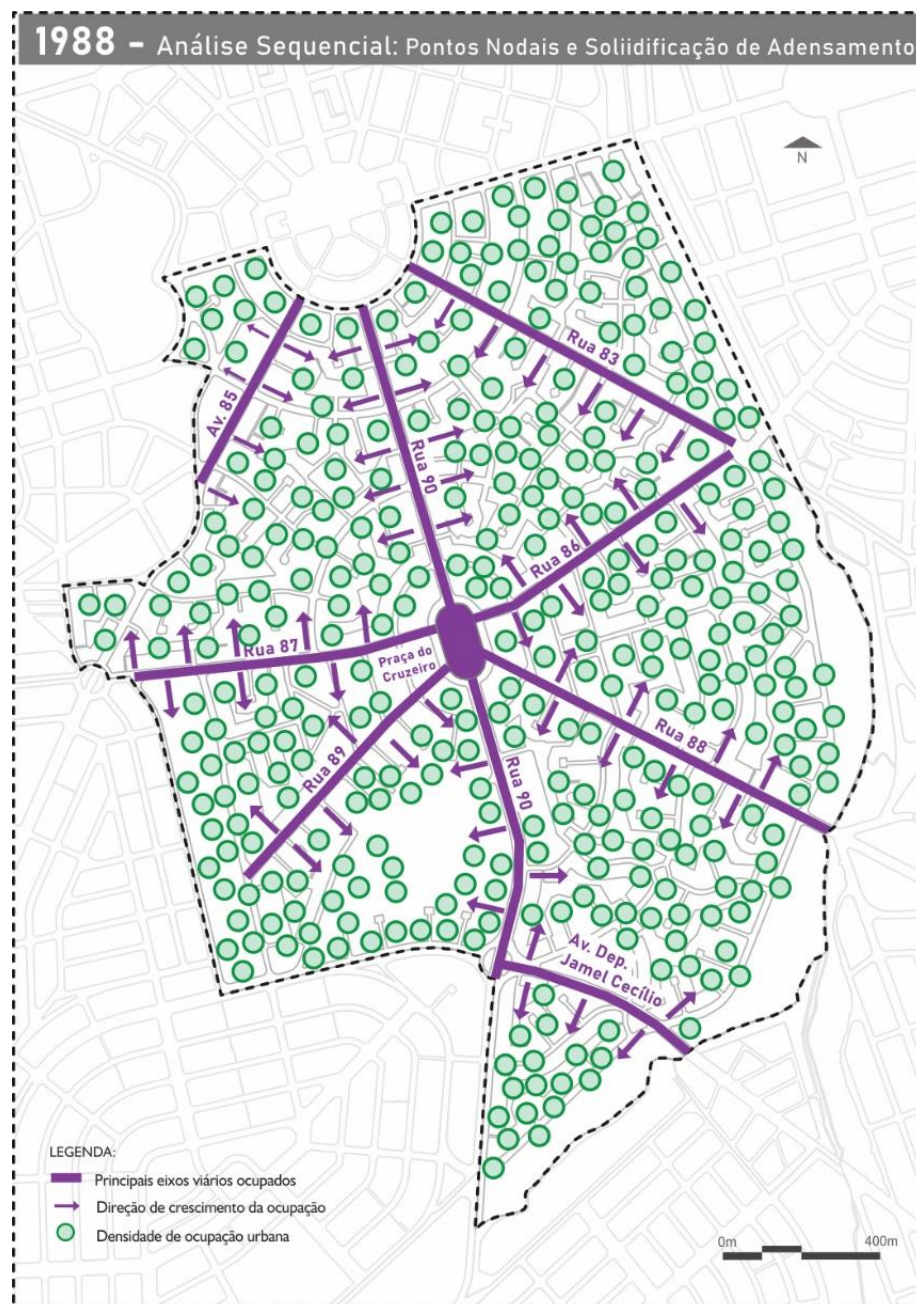 1988 – Análise Sequencial: Pontos Nodais e Soliidificação de Adensamento
N
Rua 83
Av. 85
Rua 90
Rua 86
Rua 87
Praça do
Cruzeiro
Rua 88
Rua 89
Rua 90
Av. Dep.
Jamel Cecílio
LEGENDA:
Principais eixos viários ocupados
Direção de crescimento da ocupação
Densidade de ocupação urbana
0m 400m